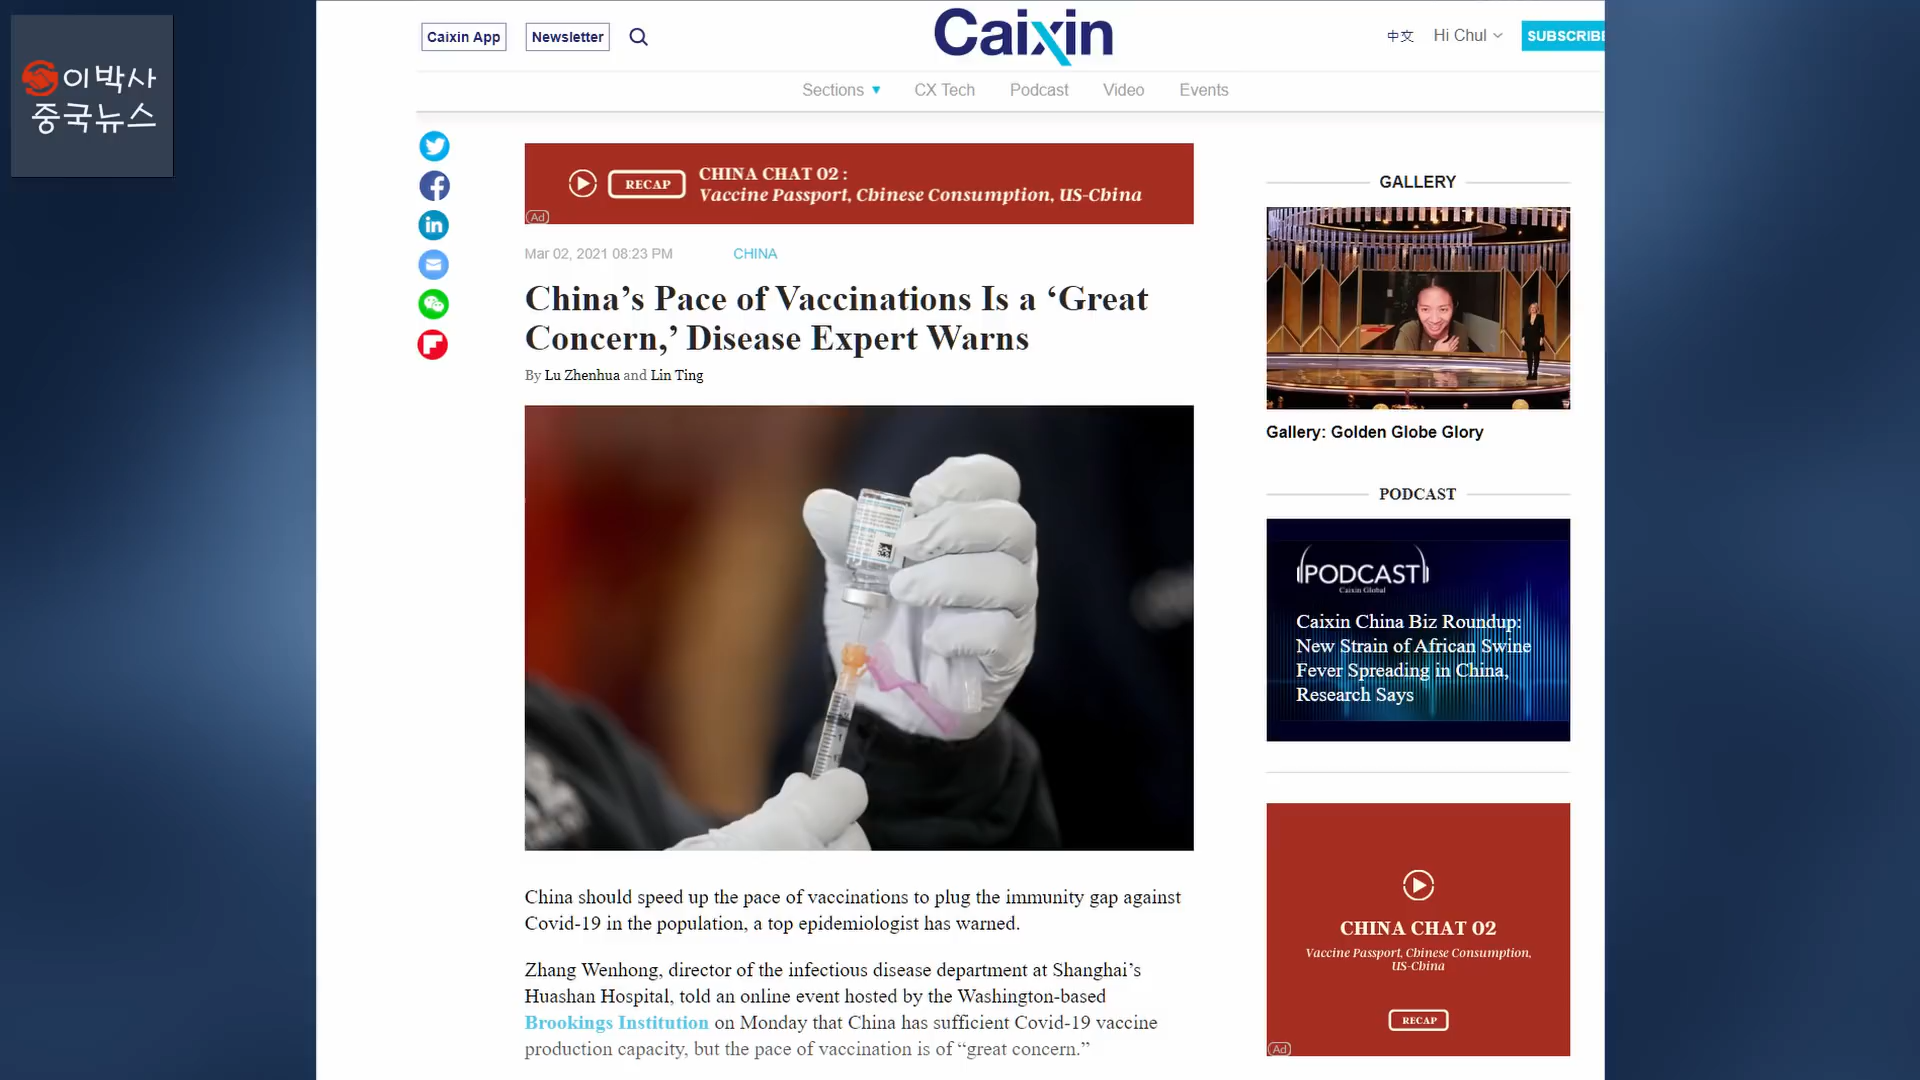 이박사
중국뉴스
Caixin App
Newsletter
Caixin
中文
Hi Chul
SUBSCRIBE
Sections
CX Tech
Podcast
Video
Events
RECAP
CHINA CHAT 02 :
Vaccine Passport, Chinese Consumption, US-China
Ad
Mar 02, 2021 08:23 PM
CHINA
China’s Pace of Vaccinations Is a ‘Great
Concern,’ Disease Expert Warns
By Lu Zhenhua and Lin Ting
China should speed up the pace of vaccinations to plug the immunity gap against
Covid-19 in the population, a top epidemiologist has warned.
Zhang Wenhong, director of the infectious disease department at Shanghai’s
Huashan Hospital, told an online event hosted by the Washington-based
Brookings Institution on Monday that China has sufficient Covid-19 vaccine
production capacity, but the pace of vaccination is of “great concern.”
GALLERY
Gallery: Golden Globe Glory
PODCAST
PODCAST
Caixin Global
Caixin China Biz Roundup:
New Strain of African Swine
Fever Spreading in China,
Research Says
CHINA CHAT 02
Vaccine Passport, Chinese Consumption,
US-China
RECAP
Ad